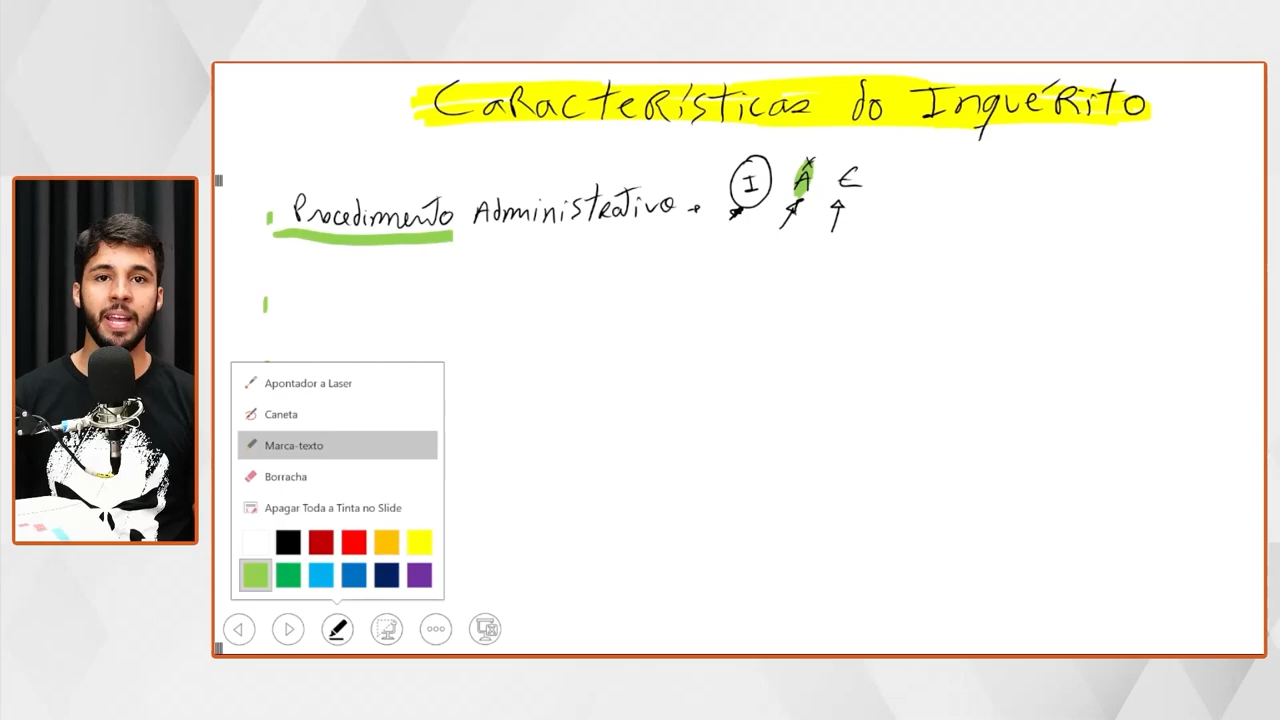 Características do Inquérito
Procedimento Administrativo. I A E
Apontador a Laser
Caneta
Marca-texto
Borracha
Apagar Toda a Tinta no Slide